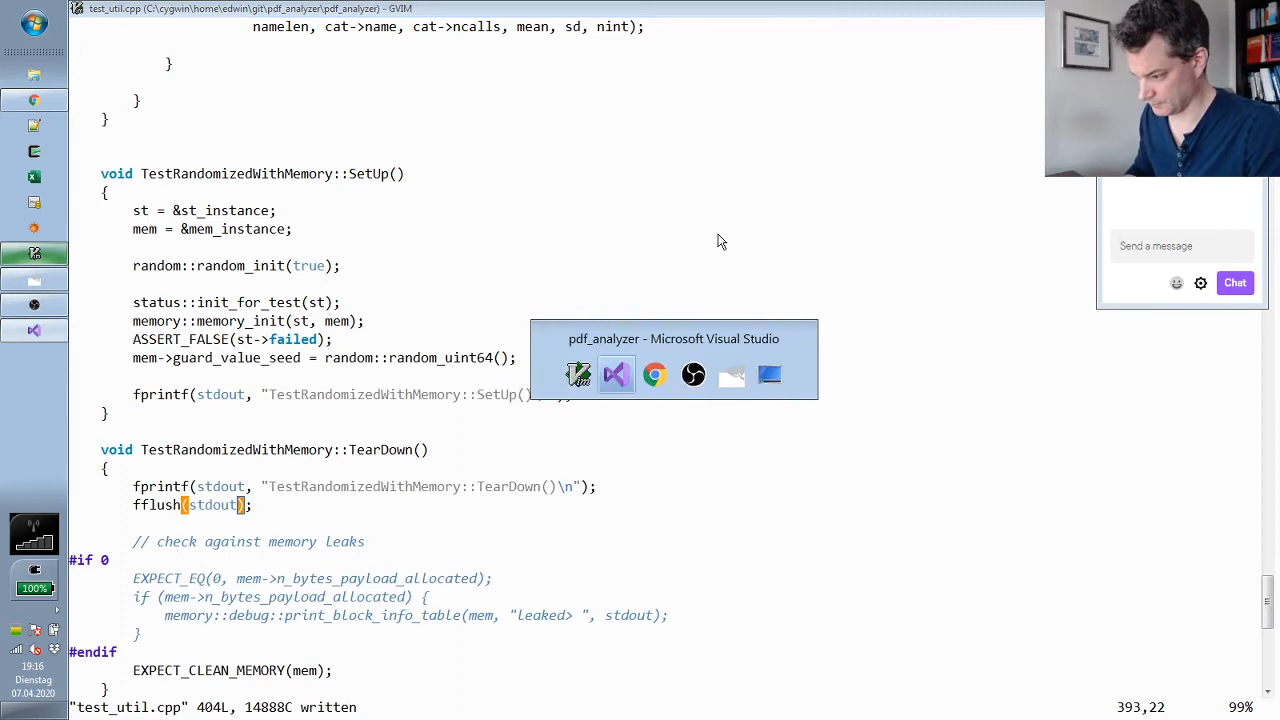 test_util.cpp (C:\cygwin\home\edwin\git\pdf_analyzer\pdf_analyzer) - GVIM
namelen, cat->name, cat->ncalls, mean, sd, nint);
}
}
}
void TestRandomizedWithMemory::SetUp()
{
st = &st_instance;
mem = &mem_instance;
random::random_init(true);
status::init_for_test(st);
memory::memory_init(st, mem);
ASSERT_FALSE(st->failed);
mem->guard_value_seed = random::random_uint64();
fprintf(stdout, "TestRandomizedWithMemory::SetUp()
}
void TestRandomizedWithMemory::TearDown()
{
fprintf(stdout, "TestRandomizedWithMemory::TearDown()\n");
fflush(stdout);
// check against memory leaks
#if 0
EXPECT_EQ(0, mem->n_bytes_payload_allocated);
if (mem->n_bytes_payload_allocated) {
memory::debug::print_block_info_table(mem, "leaked> ", stdout);
}
#endif
EXPECT_CLEAN_MEMORY(mem);
}
"test_util.cpp" 404L, 14888C written
393,22
99%
pdf_analyzer - Microsoft Visual Studio
Send a message
Chat
100%
19:16
Dienstag
07.04.2020